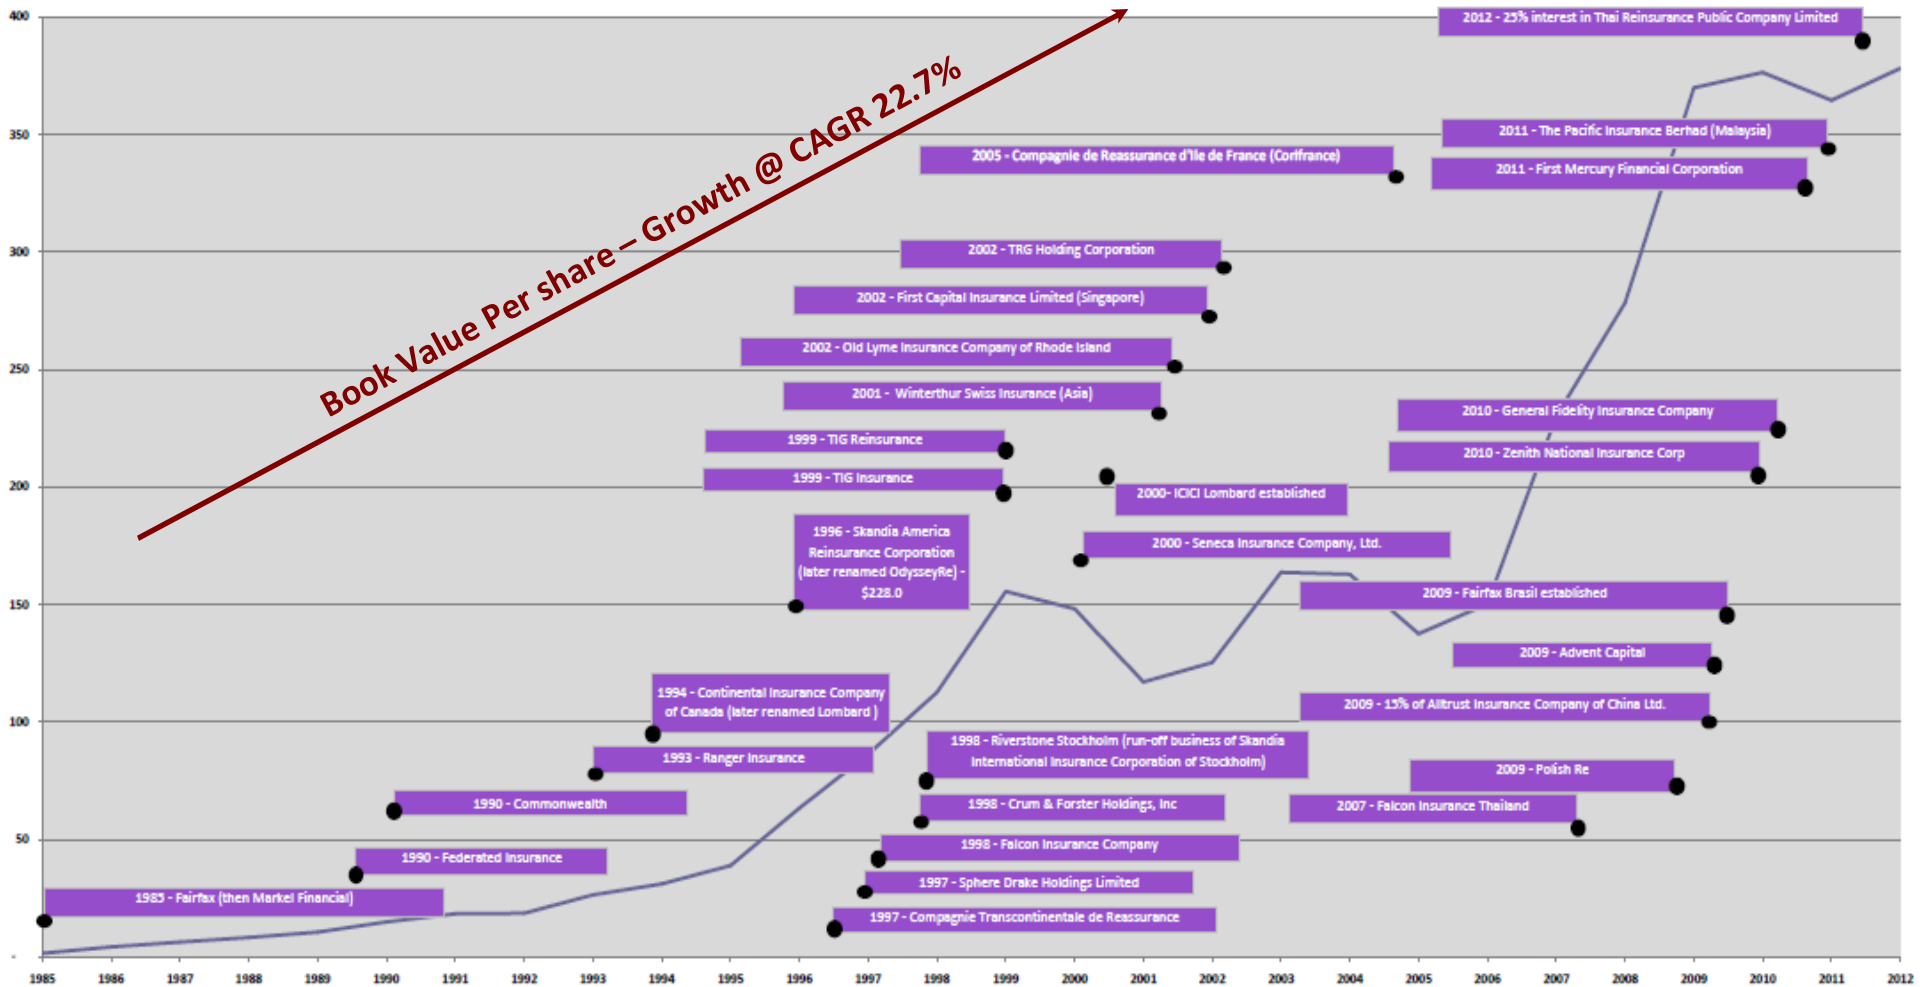 400
2012 - 25% interest in Thai Reinsurance Public Company Limited
Book Value Per share – Growth @ CAGR 22.7%
350
2011 - The Pacific Insurance Berhad (Malaysia)
2005 - Compagnie de Reassurance d'Ile de France (Corifrance)
2011 - First Mercury Financial Corporation
300
2002 - TRG Holding Corporation
2002 - First Capital Insurance Limited (Singapore)
2002 - Old Lyme Insurance Company of Rhode Island
250
2001 -  Winterthur Swiss Insurance (Asia)
2010 - General Fidelity Insurance Company
1999 - TIG Reinsurance
2010 - Zenith National Insurance Corp
1999 - TIG Insurance
200
2000- ICICI Lombard established
1996 - Skandia America
Reinsurance Corporation
(later renamed OdysseyRe) -
$228.0
2000 - Seneca Insurance Company, Ltd.
150
2009 - Fairfax Brasil established
2009 - Advent Capital
1994 - Continental Insurance Company
of Canada (later renamed Lombard )
2009 - 15% of Alltrust Insurance Company of China Ltd.
100
1998 - Riverstone Stockholm (run-off business of Skandia
International Insurance Corporation of Stockholm)
1993 - Ranger Insurance
2009 - Polish Re
1990 - Commonwealth
1998 - Crum & Forster Holdings, Inc
2007 - Falcon Insurance Thailand
50
1998 - Falcon Insurance Company
1990 - Federated Insurance
1997 - Sphere Drake Holdings Limited
1985 - Fairfax (then Markel Financial)
1997 - Compagnie Transcontinentale de Reassurance
-
1985 1986 1987 1988 1989 1990 1991 1992 1993 1994 1995 1996 1997 1998 1999 2000 2001 2002 2003 2004 2005 2006 2007 2008 2009 2010 2011 2012